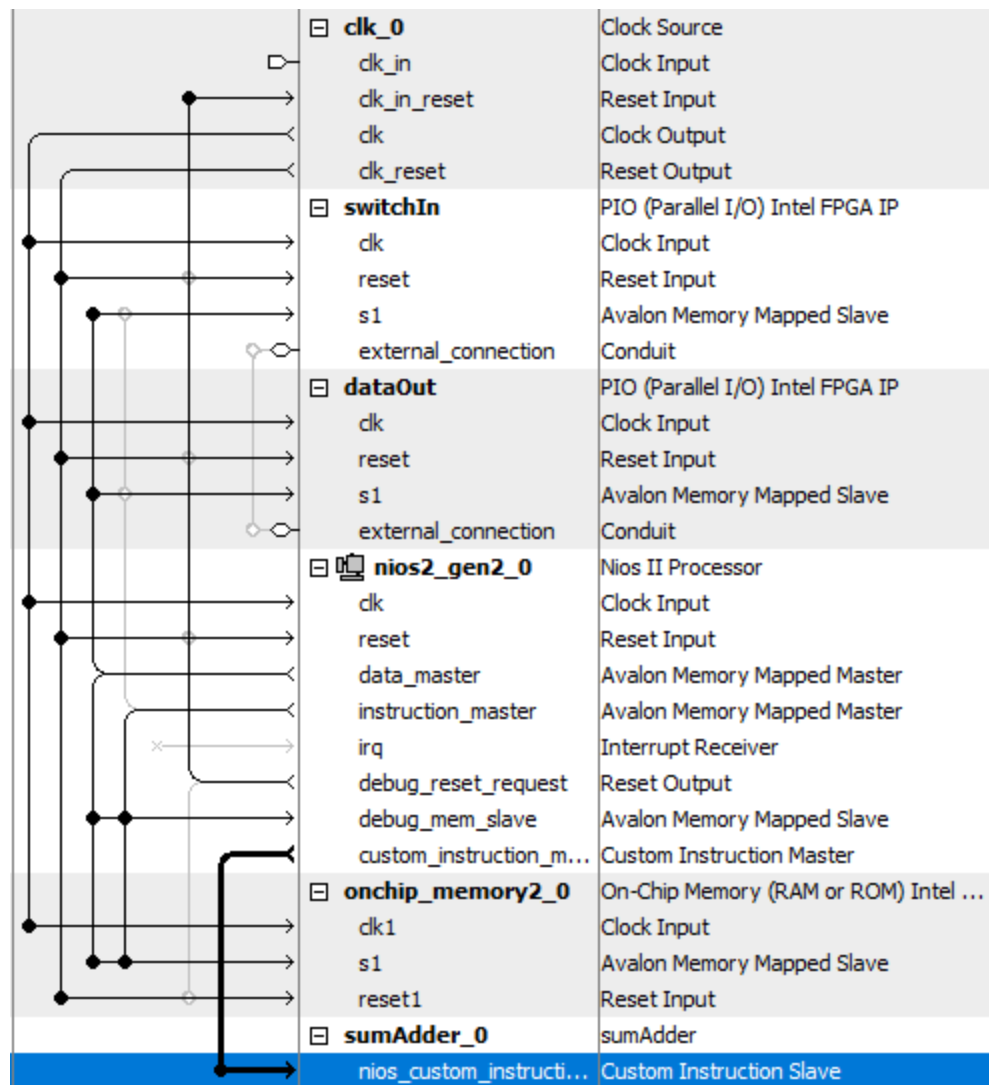 clk_0 Clock Source
clk_in Clock Input
clk_in_reset Reset Input
clk Clock Output
clk_reset Reset Output
switchIn PIO (Parallel I/O) Intel FPGA IP
clk Clock Input
reset Reset Input
s1 Avalon Memory Mapped Slave
external_connection Conduit
dataOut PIO (Parallel I/O) Intel FPGA IP
clk Clock Input
reset Reset Input
s1 Avalon Memory Mapped Slave
external_connection Conduit
nios2_gen2_0 Nios II Processor
clk Clock Input
reset Reset Input
data_master Avalon Memory Mapped Master
instruction_master Avalon Memory Mapped Master
irq Interrupt Receiver
debug_reset_request Reset Output
debug_mem_slave Avalon Memory Mapped Slave
custom_instruction_m... Custom Instruction Master
onchip_memory2_0 On-Chip Memory (RAM or ROM) Intel ...
clk1 Clock Input
s1 Avalon Memory Mapped Slave
reset1 Reset Input
sumAdder_0 sumAdder
nios_custom_instructi... Custom Instruction Slave